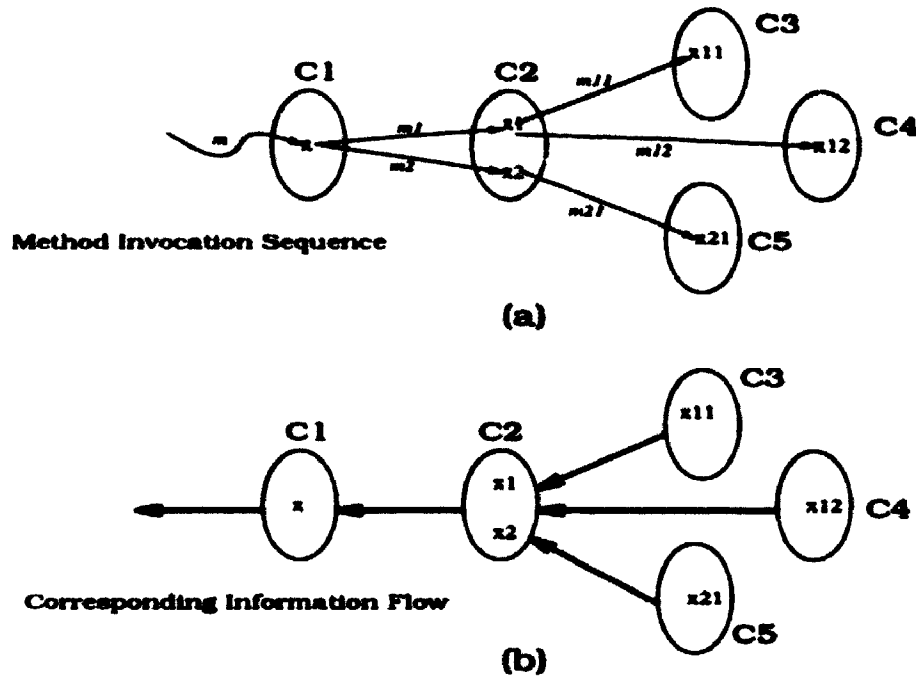 C3
C1
C2
x11
m11
C4
m
x
m1
x1
m12
x12
m2
x2
m21
x21
C5
Method Invocation Sequence
(a)
C3
x11
C1
C2
x1
x
x12
C4
x2
Corresponding Information Flow
x21
C5
(b)